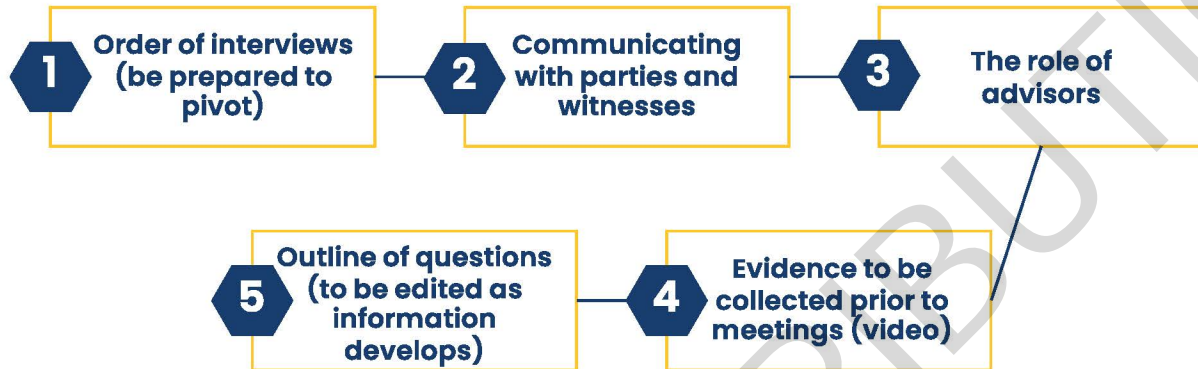 1
Order of interviews
(be prepared to
pivot)
2
Communicating
with parties and
witnesses
3
The role of
advisors
4
Evidence to be
collected prior to
meetings (video)
5
Outline of questions
(to be edited as
information
develops)